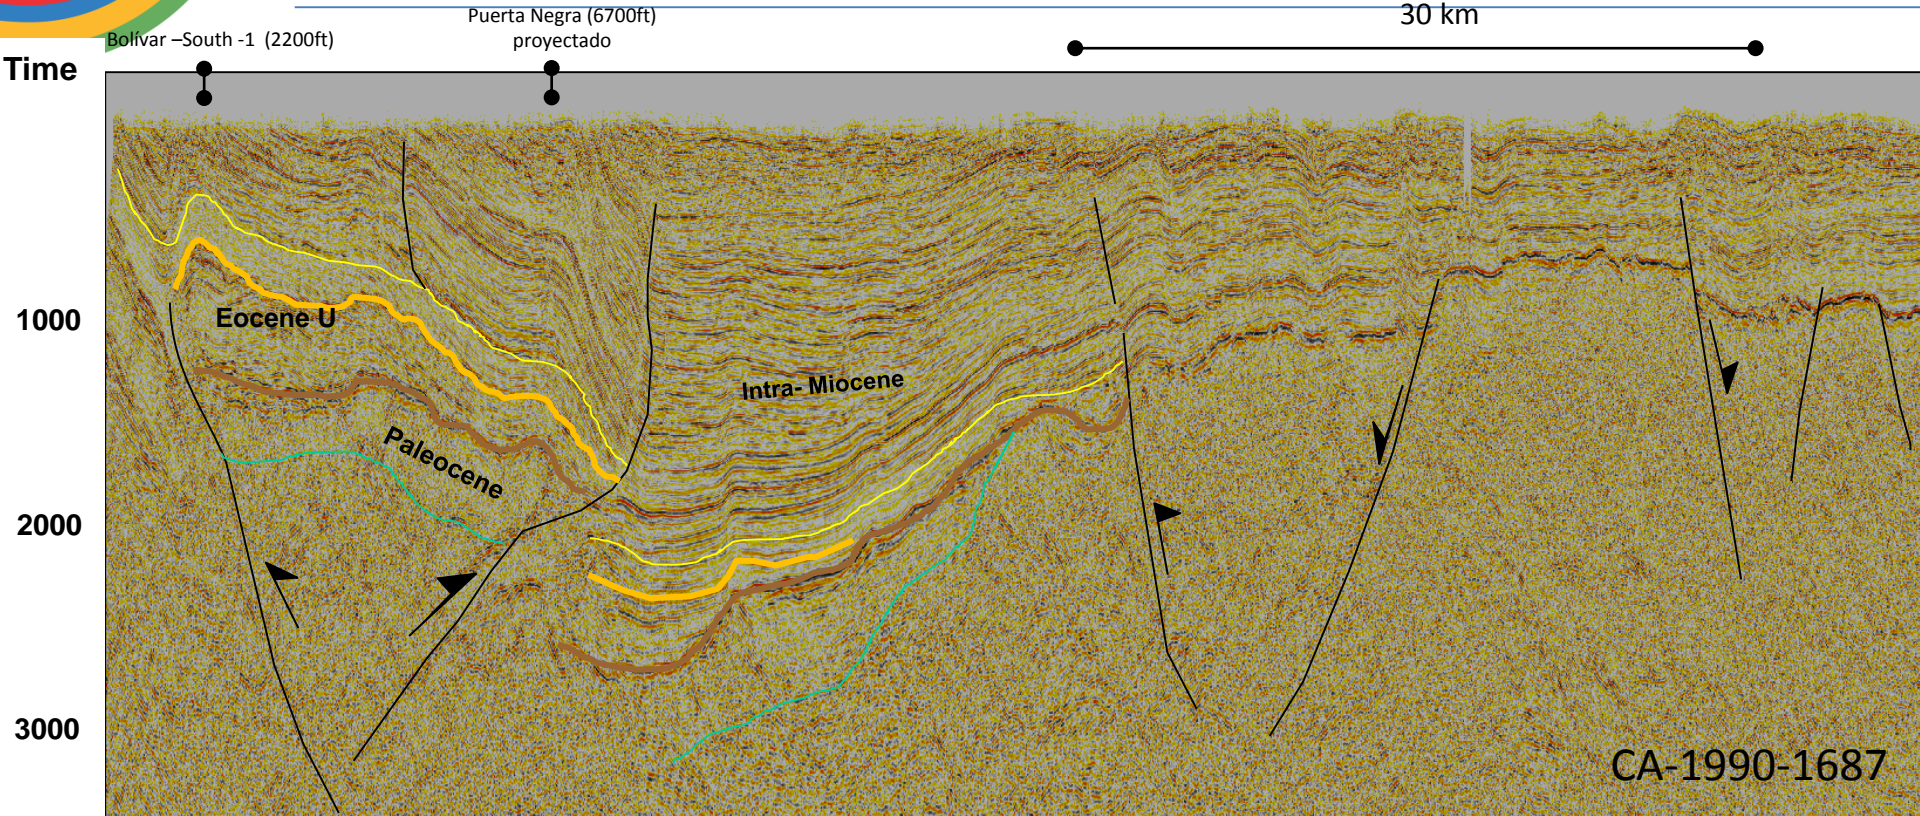 Puerta Negra (6700ft)
proyectado
30 km
Bolívar –South -1 (2200ft)
Time
1000
Eocene U
Intra- Miocene
Paleocene
2000
3000
CA-1990-1687